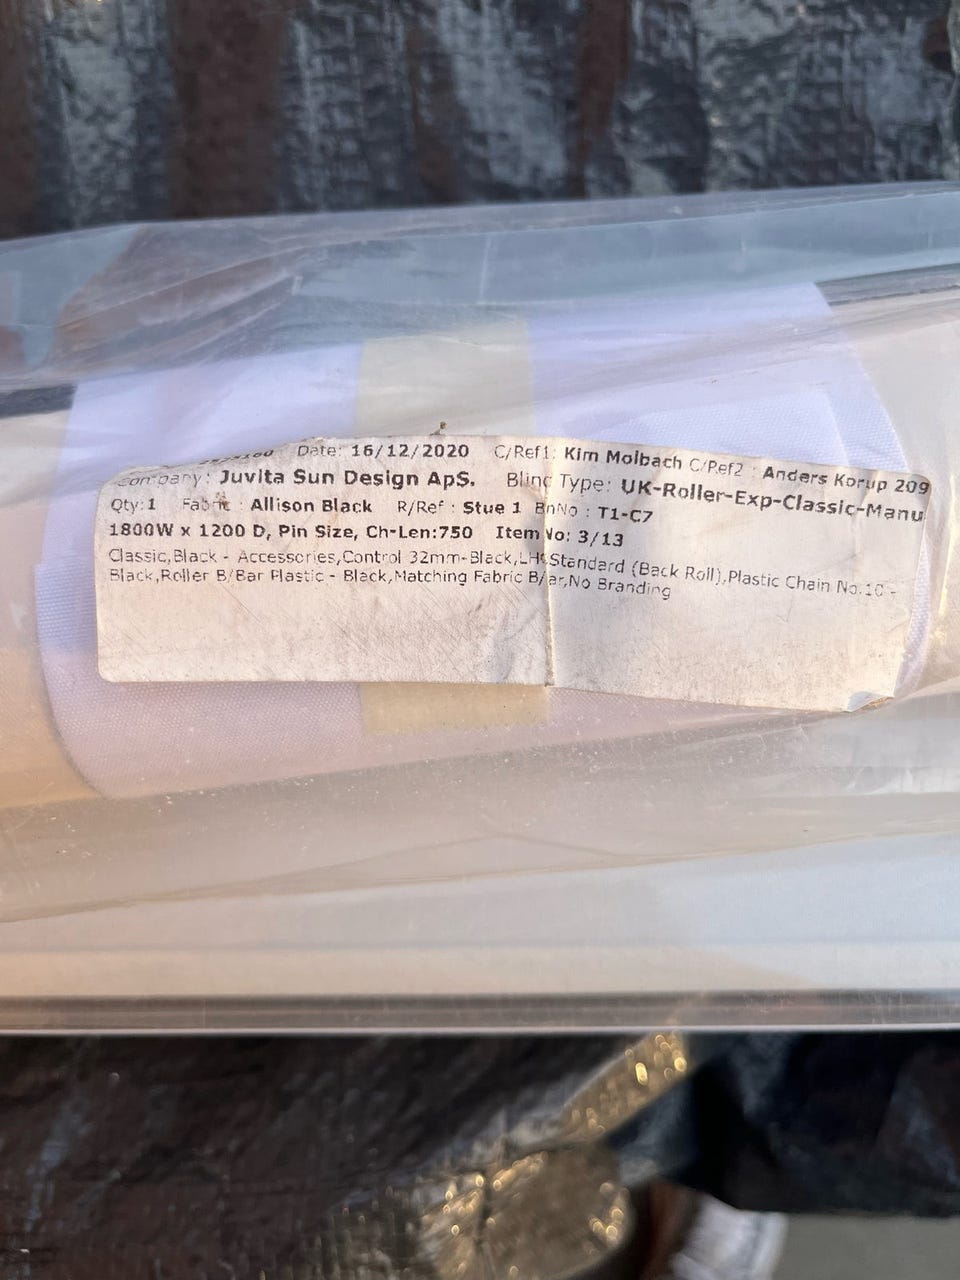 Date: 16/12/2020 C/Ref1: Kim Molbach C/Ref2 : Anders Korup 209
Company: Juvita Sun Design ApS. Blind Type: UK-Roller-Exp-Classic-Manu
Qty:1 Fabric : Allison Black R/Ref : Stue 1 BnNo : T1-C7
1800W x 1200 D, Pin Size, Ch-Len:750 Item No: 3/13
Classic,Black - Accessories,Control 32mm-Black,LHC Standard (Back Roll),Plastic Chain No.10 -
Black,Roller B/Bar Plastic - Black,Matching Fabric B/ar,No Branding